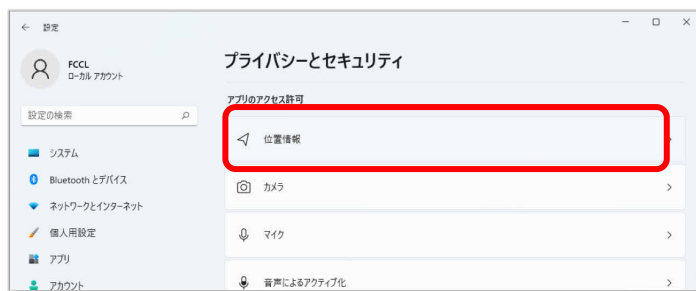 設定
FCCL
ローカル アカウント
設定の検索
システム
Bluetooth とデバイス
ネットワークとインターネット
個人用設定
アプリ
アカウント
プライバシーとセキュリティ
アプリのアクセス許可
位置情報
カメラ
マイク
音声によるアクティブ化